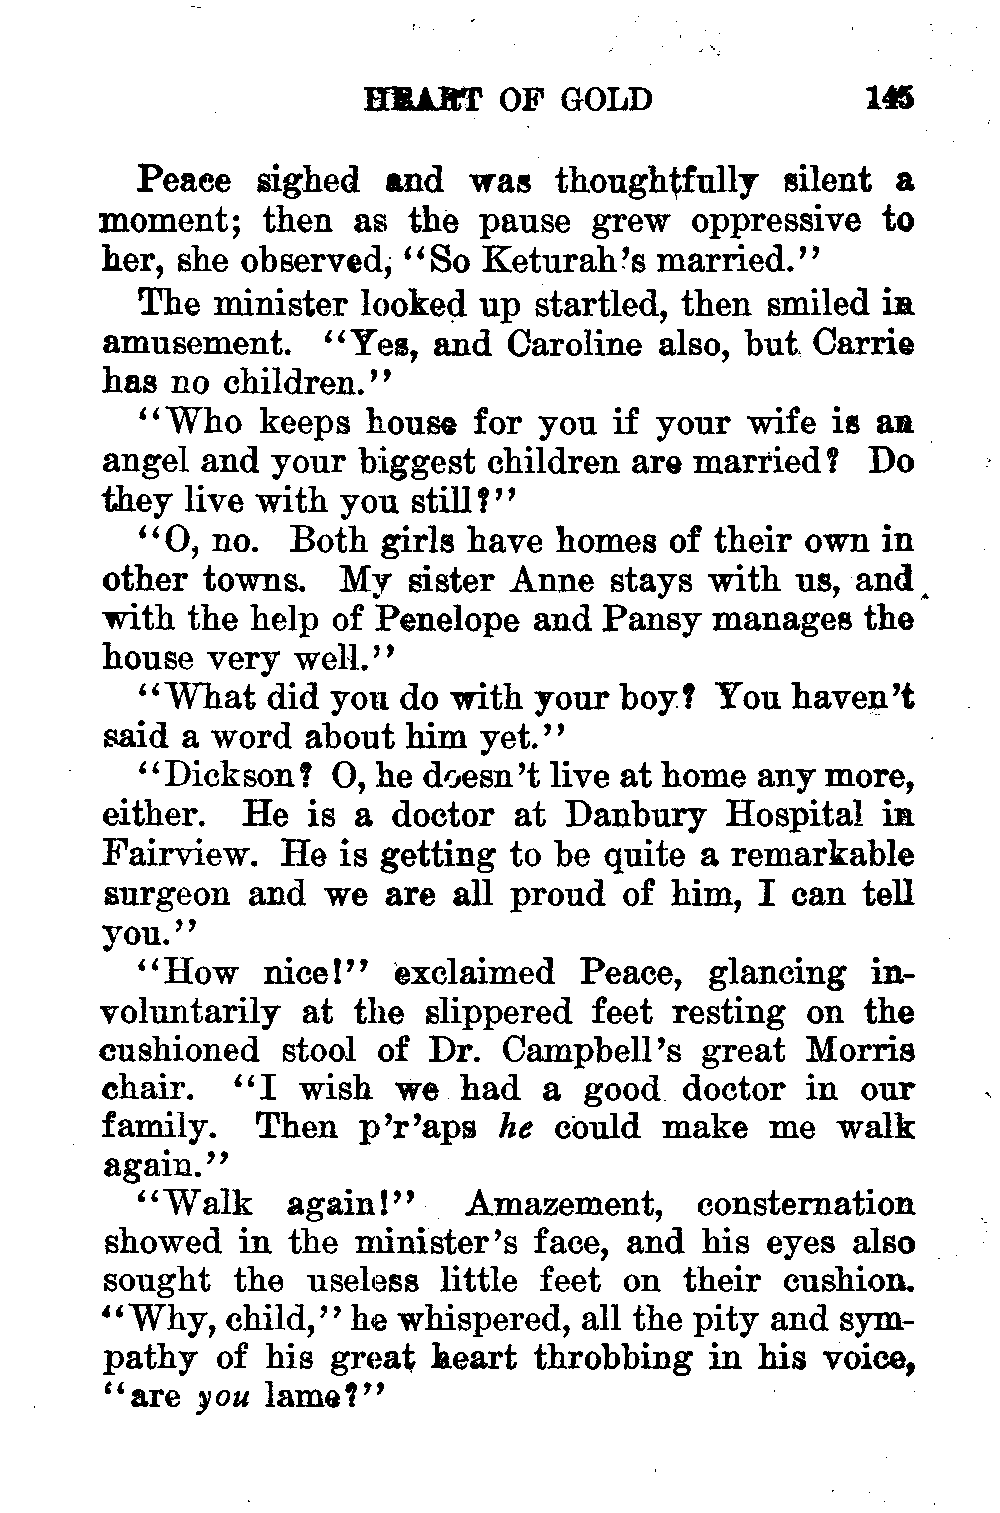 HEART OF GOLD 145
Peace sighed and was thoughtfully silent a
moment; then as the pause grew oppressive to
her, she observed, "So Keturah's married."
The minister looked up startled, then smiled in
amusement. "Yes, and Caroline also, but Carrie
has no children."
"Who keeps house for you if your wife is an
angel and your biggest children are married? Do
they live with you still?"
"O, no. Both girls have homes of their own in
other towns. My sister Anne stays with us, and
with the help of Penelope and Pansy manages the
house very well."
"What did you do with your boy? You haven't
said a word about him yet."
"Dickson? O, he doesn't live at home any more,
either. He is a doctor at Danbury Hospital in
Fairview. He is getting to be quite a remarkable
surgeon and we are all proud of him, I can tell
you."
"How nice!" exclaimed Peace, glancing in-
voluntarily at the slippered feet resting on the
cushioned stool of Dr. Campbell's great Morris
chair. "I wish we had a good doctor in our
family. Then p'r'aps he could make me walk
again."
"Walk again!" Amazement, consternation
showed in the minister's face, and his eyes also
sought the useless little feet on their cushion.
"Why, child," he whispered, all the pity and sym-
pathy of his great heart throbbing in his voice,
"are you lame?"